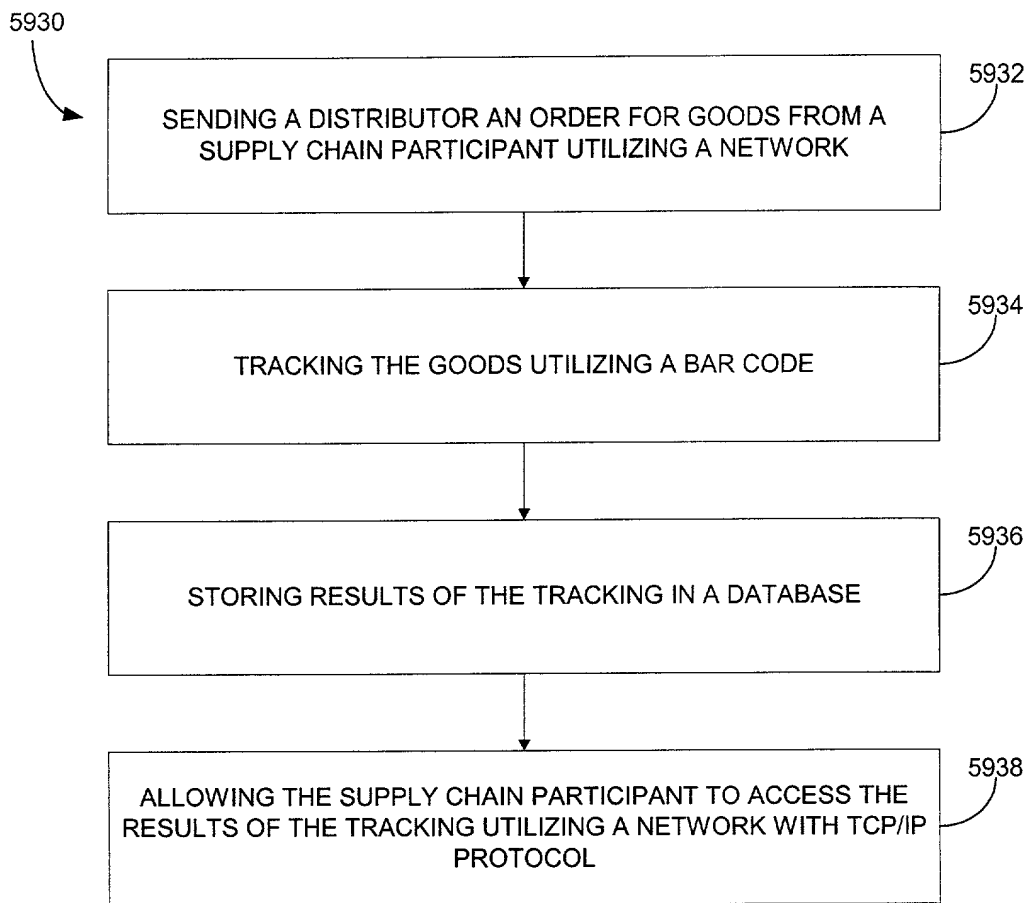 5930
5932
SENDING A DISTRIBUTOR AN ORDER FOR GOODS FROM A
SUPPLY CHAIN PARTICIPANT UTILIZING A NETWORK
5934
TRACKING THE GOODS UTILIZING A BAR CODE
5936
STORING RESULTS OF THE TRACKING IN A DATABASE
5938
ALLOWING THE SUPPLY CHAIN PARTICIPANT TO ACCESS THE
RESULTS OF THE TRACKING UTILIZING A NETWORK WITH TCP/IP
PROTOCOL